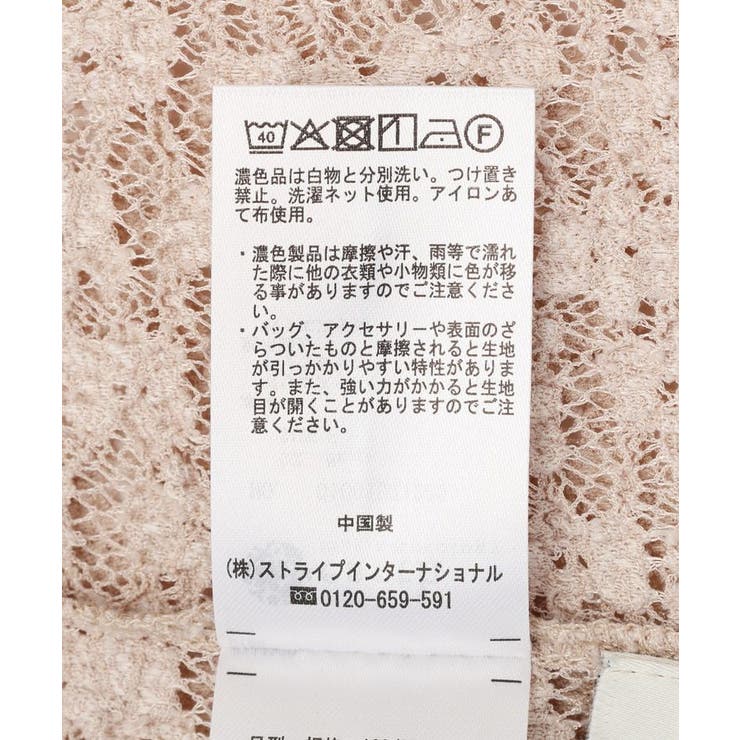 40 F
濃色品は白物と分別洗い。つけ置き
禁止。洗濯ネット使用。アイロンあ
て布使用。
・濃色製品は摩擦や汗、雨等で濡れ
た際に他の衣類や小物類に色が移
る事がありますのでご注意くださ
い。
・バッグ、アクセサリーや表面のざ
らついたものと摩擦されると生地
が引っかかりやすい特性がありま
す。また、強い力がかかると生地
目が開くことがありますのでご注
意ください。
中国製
(株)ストライプインターナショナル
0120-659-591